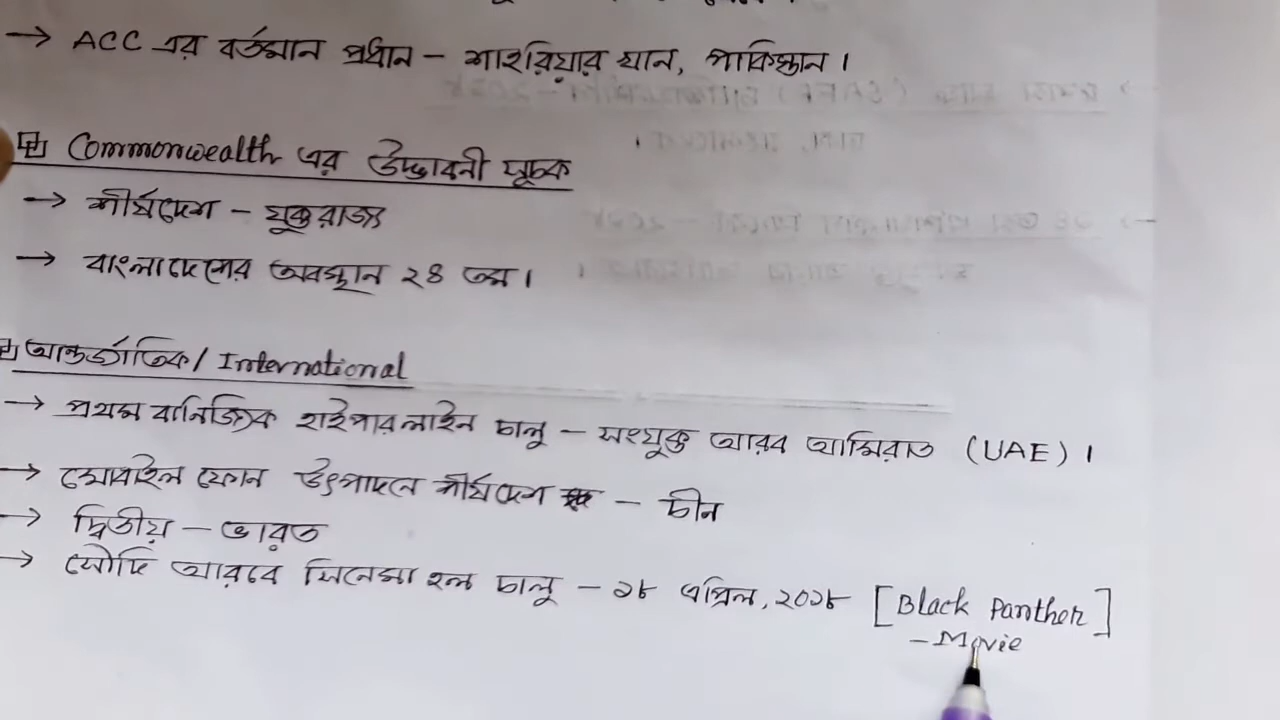 → ACC এর বর্তমান প্রধান - শাহরিয়ার খান, পাকিস্তান।
Commonwealth এর উদ্ভাবনী সূচক
→ শীর্ষদেশ - যুক্তরাজ্য
→ বাংলাদেশের অবস্থান ২৪ তম।
আন্তর্জাতিক / International
→ প্রথম বানিজ্যিক হাইপারলাইন চালু - সংযুক্ত আরব আমিরাত (UAE)।
→ মোবাইল ফোন উৎপাদনে শীর্ষদেশ - চীন
→ দ্বিতীয় - ভারত
→ সৌদি আরবে সিনেমা হল চালু - ১৮ এপ্রিল, ২০১৮ [Black Panther]
- Movie